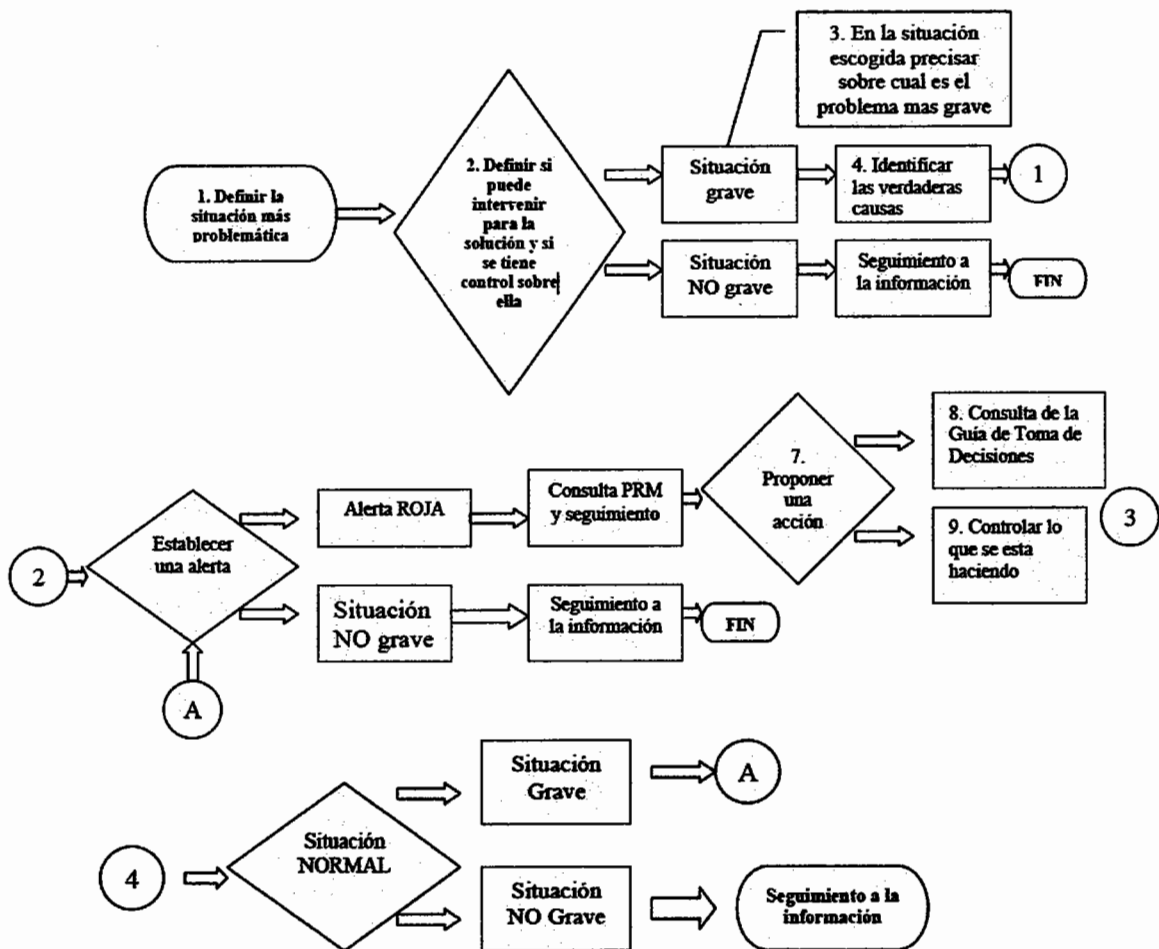 3. En la situación
escogida precisar
sobre cual es el
problema mas grave
1. Definir la
situación más
problemática
2. Definir si
puede
intervenir
para la
solución y si
se tiene
control sobre
ella
Situación
grave
4. Identificar
las verdaderas
causas
1
Situación
NO grave
Seguimiento a
la información
FIN
2
Establecer
una alerta
Alerta ROJA
Consulta PRM
y seguimiento
7.
Proponer
una
acción
8. Consulta de la
Guía de Toma de
Decisiones
9. Controlar lo
que se esta
haciendo
3
Situación
NO grave
Seguimiento a
la información
FIN
A
4
Situación
NORMAL
Situación
Grave
A
Situación
NO Grave
Seguimiento a la
información